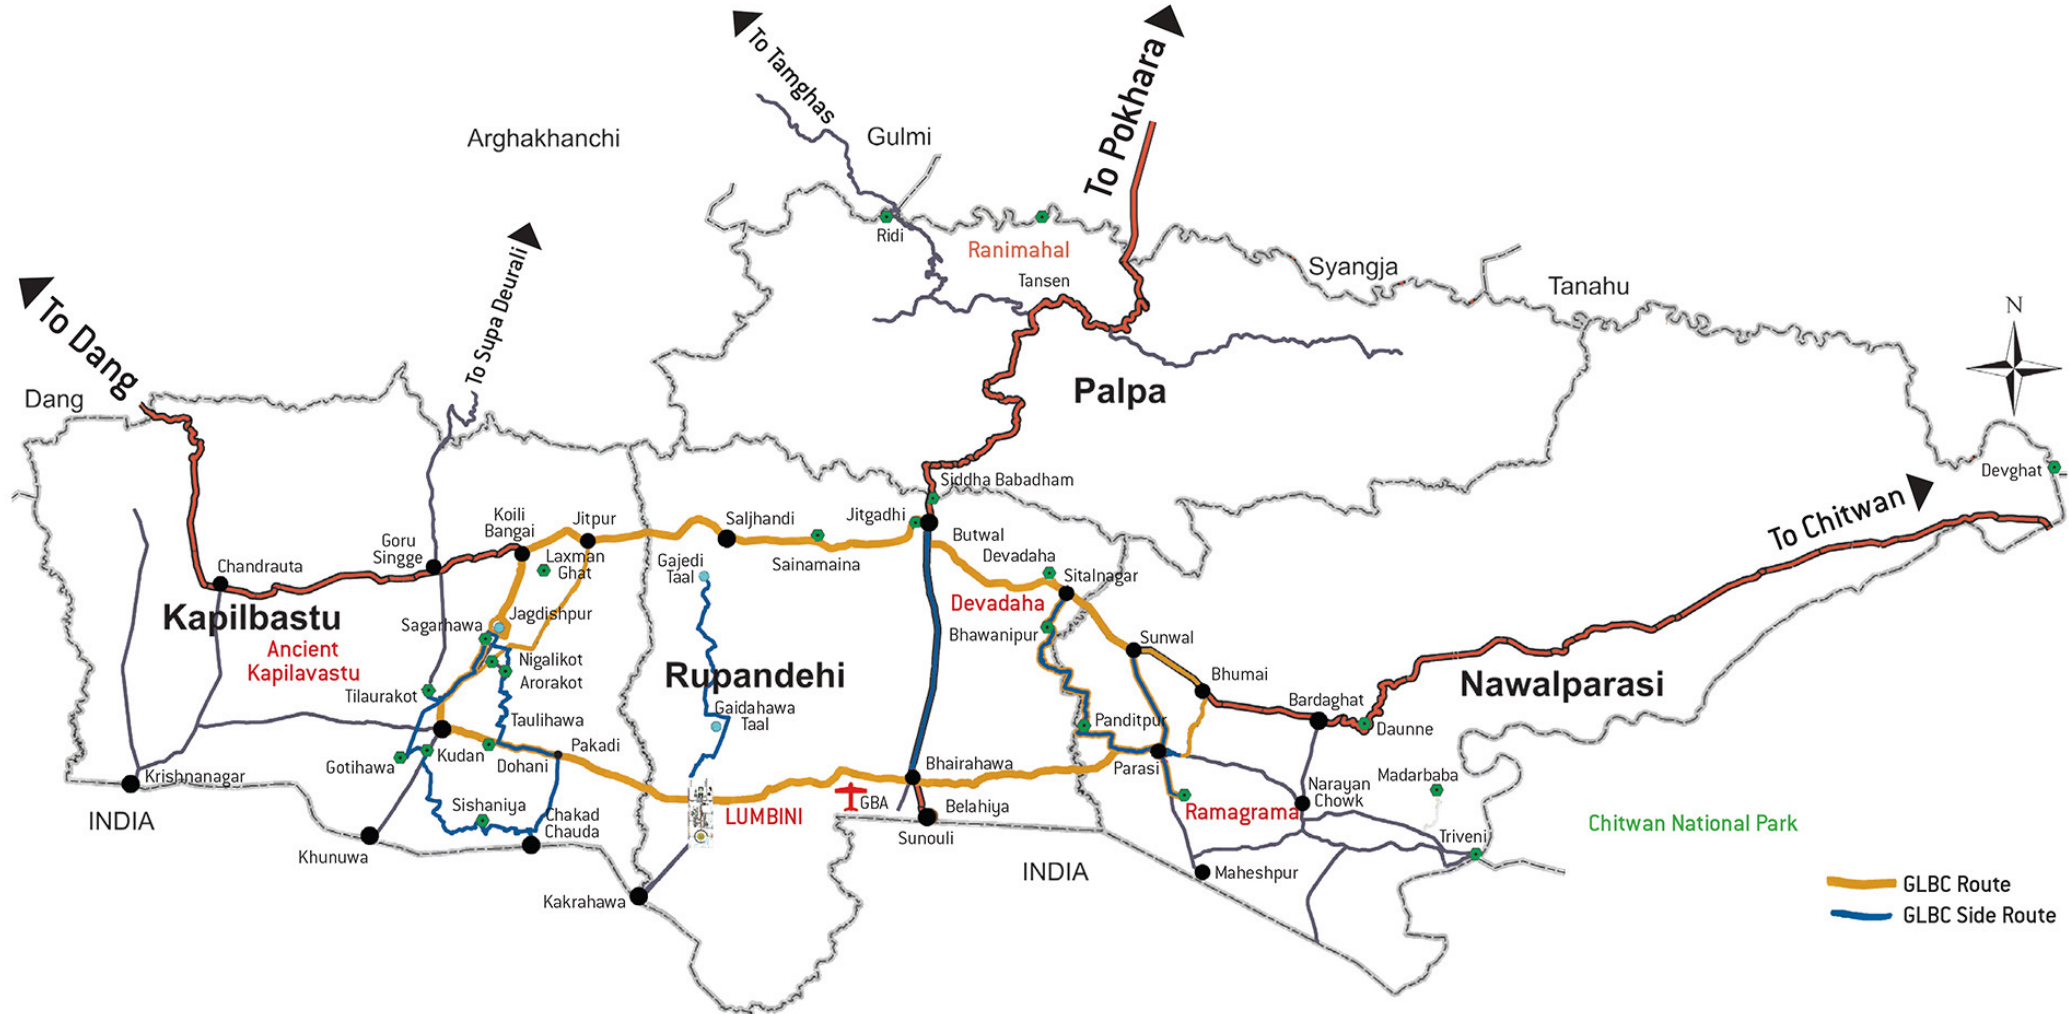 To Tamghas
To Pokhara
Gulmi
Arghakhanchi
Ridi
Ranimahal
Tansen
Syangja
Tanahu
N
To Supa Deurali
To Dang
Dang
Palpa
Devghat
To Chitwan
Siddha Babadham
Koili
Bangai
Jitpur
Saljhandi
Jitgadhi
Butwal
Goru
Singge
Laxman
Ghat
Gajedi
Taal
Sainamaina
Devadaha
Sitalnagar
Chandrauta
Kapilbastu
Ancient
Kapilavastu
Jagdishpur
Sagarhawa
Devadaha
Bhawanipur
Sunwal
Nigalikot
Arorakot
Rupandehi
Bhumai
Nawalparasi
Tilaurakot
Gaidahawa
Taal
Bardaghat
Taulihawa
Panditpur
Daunne
Gotihawa
Kudan
Dohani
Pakadi
Bhairahawa
Parasi
Krishnanagar
Narayan
Chowk
Madarbaba
INDIA
Sishaniya
Chakad
Chauda
LUMBINI
GBA
Belahiya
Sunouli
Ramagrama
Triveni
Chitwan National Park
Khunuwa
INDIA
Maheshpur
Kakrahawa
GLBC Route
GLBC Side Route